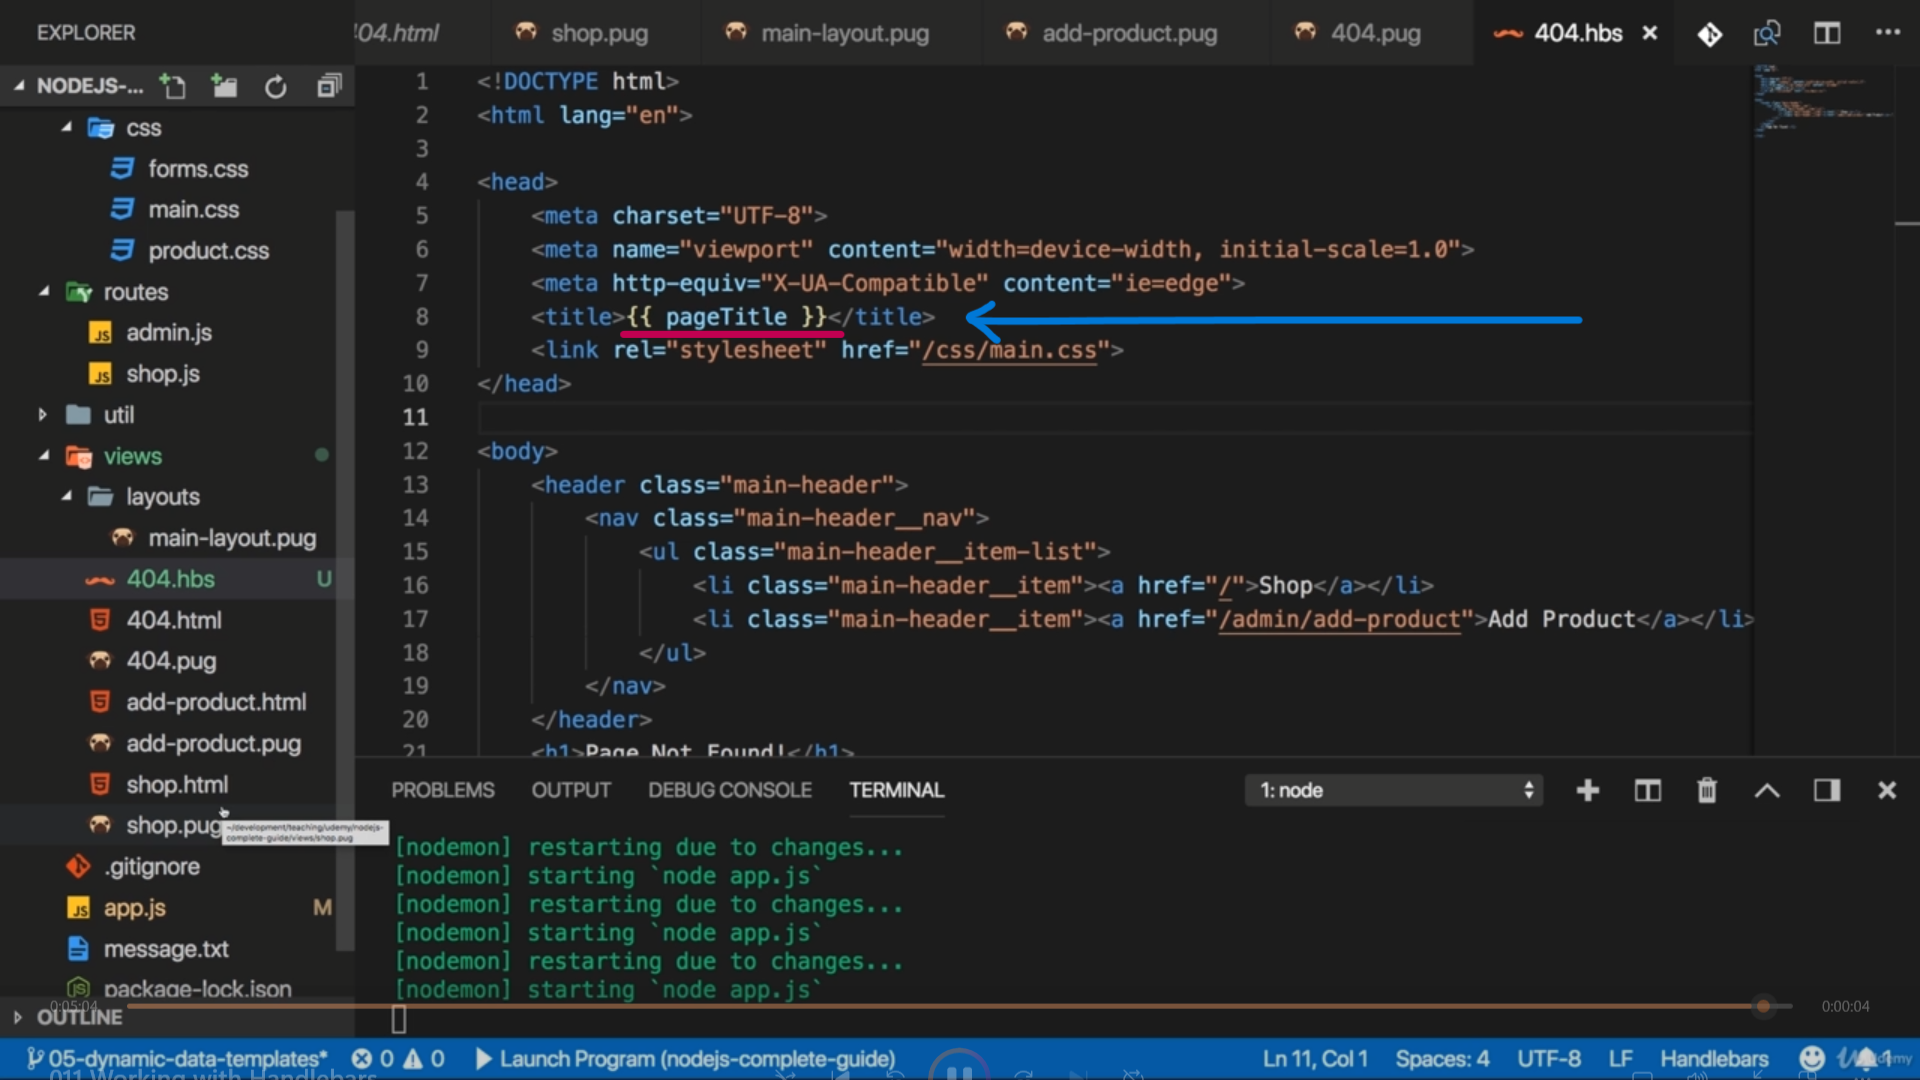 EXPLORER
404.html
shop.pug
main-layout.pug
add-product.pug
404.pug
404.hbs
NODEJS-...
css
forms.css
main.css
product.css
routes
admin.js
shop.js
util
views
layouts
main-layout.pug
404.hbs U
404.html
404.pug
add-product.html
add-product.pug
shop.html
shop.pug
~/development/teaching/udemy/nodejs-
complete-guide/views/shop.pug
.gitignore
app.js M
message.txt
package-lock.json
OUTLINE
1 <!DOCTYPE html>
2 <html lang="en">
3
4 <head>
5 <meta charset="UTF-8">
6 <meta name="viewport" content="width=device-width, initial-scale=1.0">
7 <meta http-equiv="X-UA-Compatible" content="ie=edge">
8 <title>{{ pageTitle }}</title>
9 <link rel="stylesheet" href="/css/main.css">
10 </head>
11
12 <body>
13 <header class="main-header">
14 <nav class="main-header__nav">
15 <ul class="main-header__item-list">
16 <li class="main-header__item"><a href="/">Shop</a></li>
17 <li class="main-header__item"><a href="/admin/add-product">Add Product</a></li>
18 </ul>
19 </nav>
20 </header>
21 <h1>Page Not Found!</h1>
PROBLEMS OUTPUT DEBUG CONSOLE TERMINAL 1: node
[nodemon] restarting due to changes...
[nodemon] starting `node app.js`
[nodemon] restarting due to changes...
[nodemon] starting `node app.js`
[nodemon] restarting due to changes...
[nodemon] starting `node app.js`
0:05:04 0:00:04
05-dynamic-data-templates* 0 0 Launch Program (nodejs-complete-guide) Ln 11, Col 1 Spaces: 4 UTF-8 LF Handlebars 1
011 Working with Handlebars